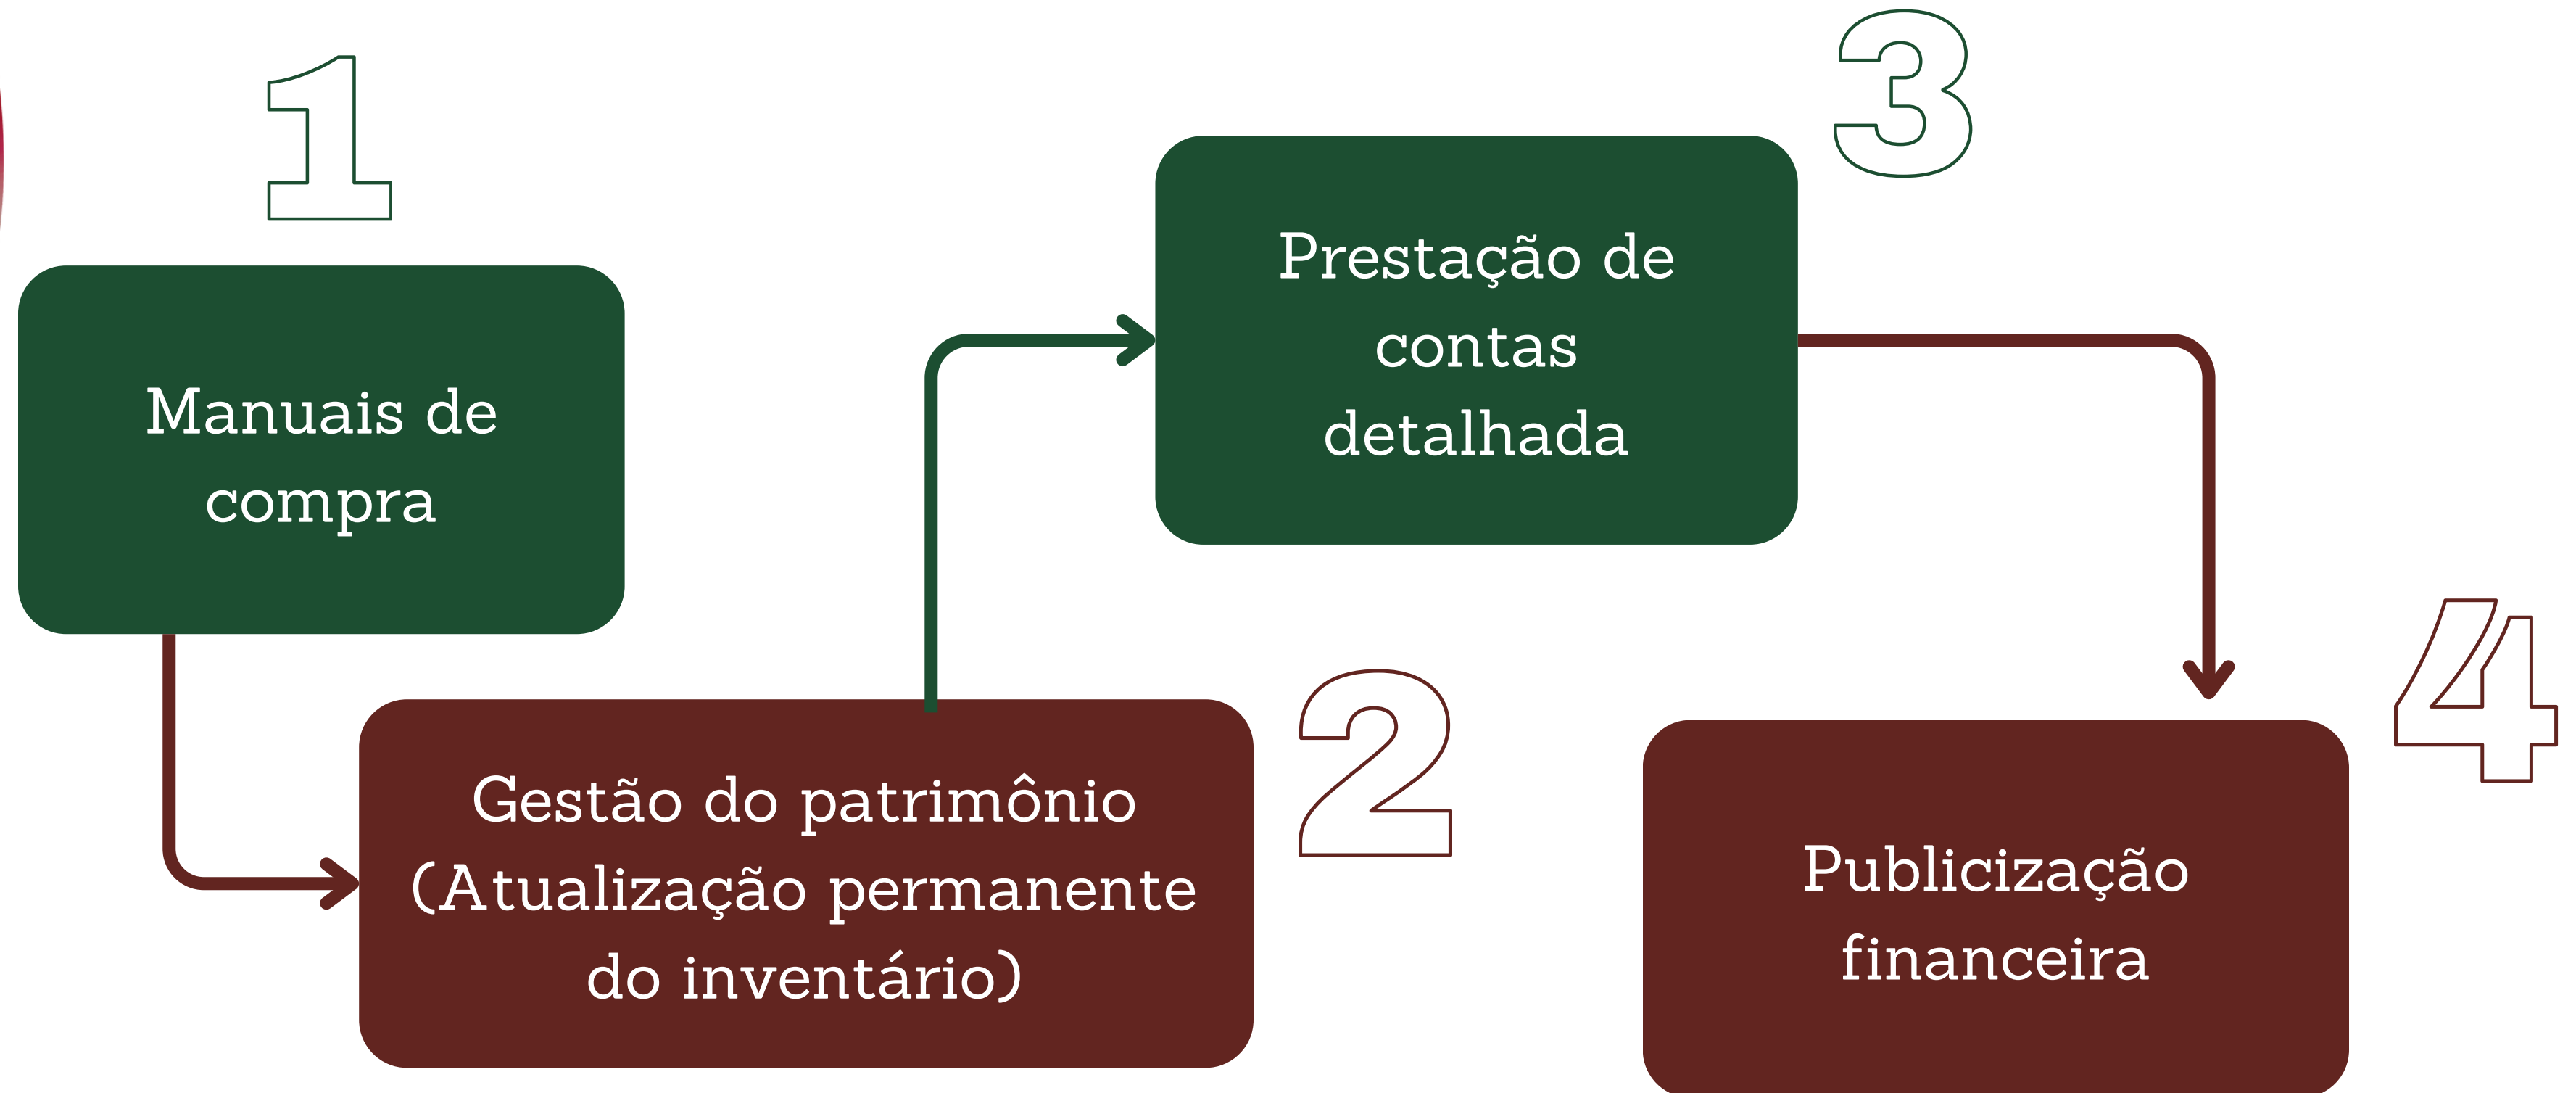 1
Manuais de
compra
2
Gestão do patrimônio
(Atualização permanente
do inventário)
3
Prestação de
contas
detalhada
4
Publicização
financeira